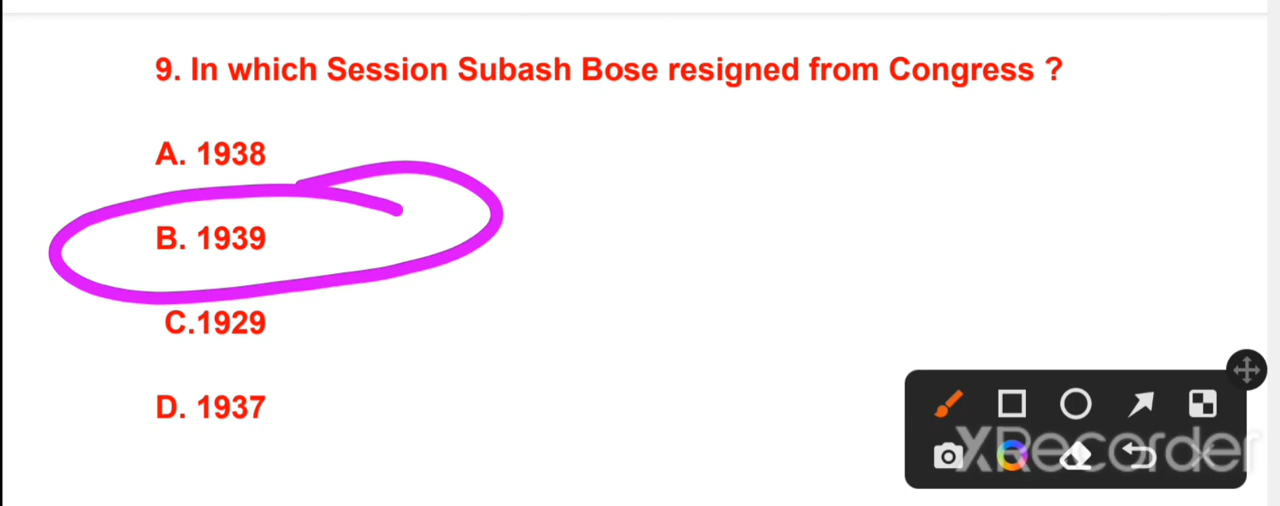 9. In which Session Subash Bose resigned from Congress ?
A. 1938
B. 1939
C.1929
D. 1937
XRecorder